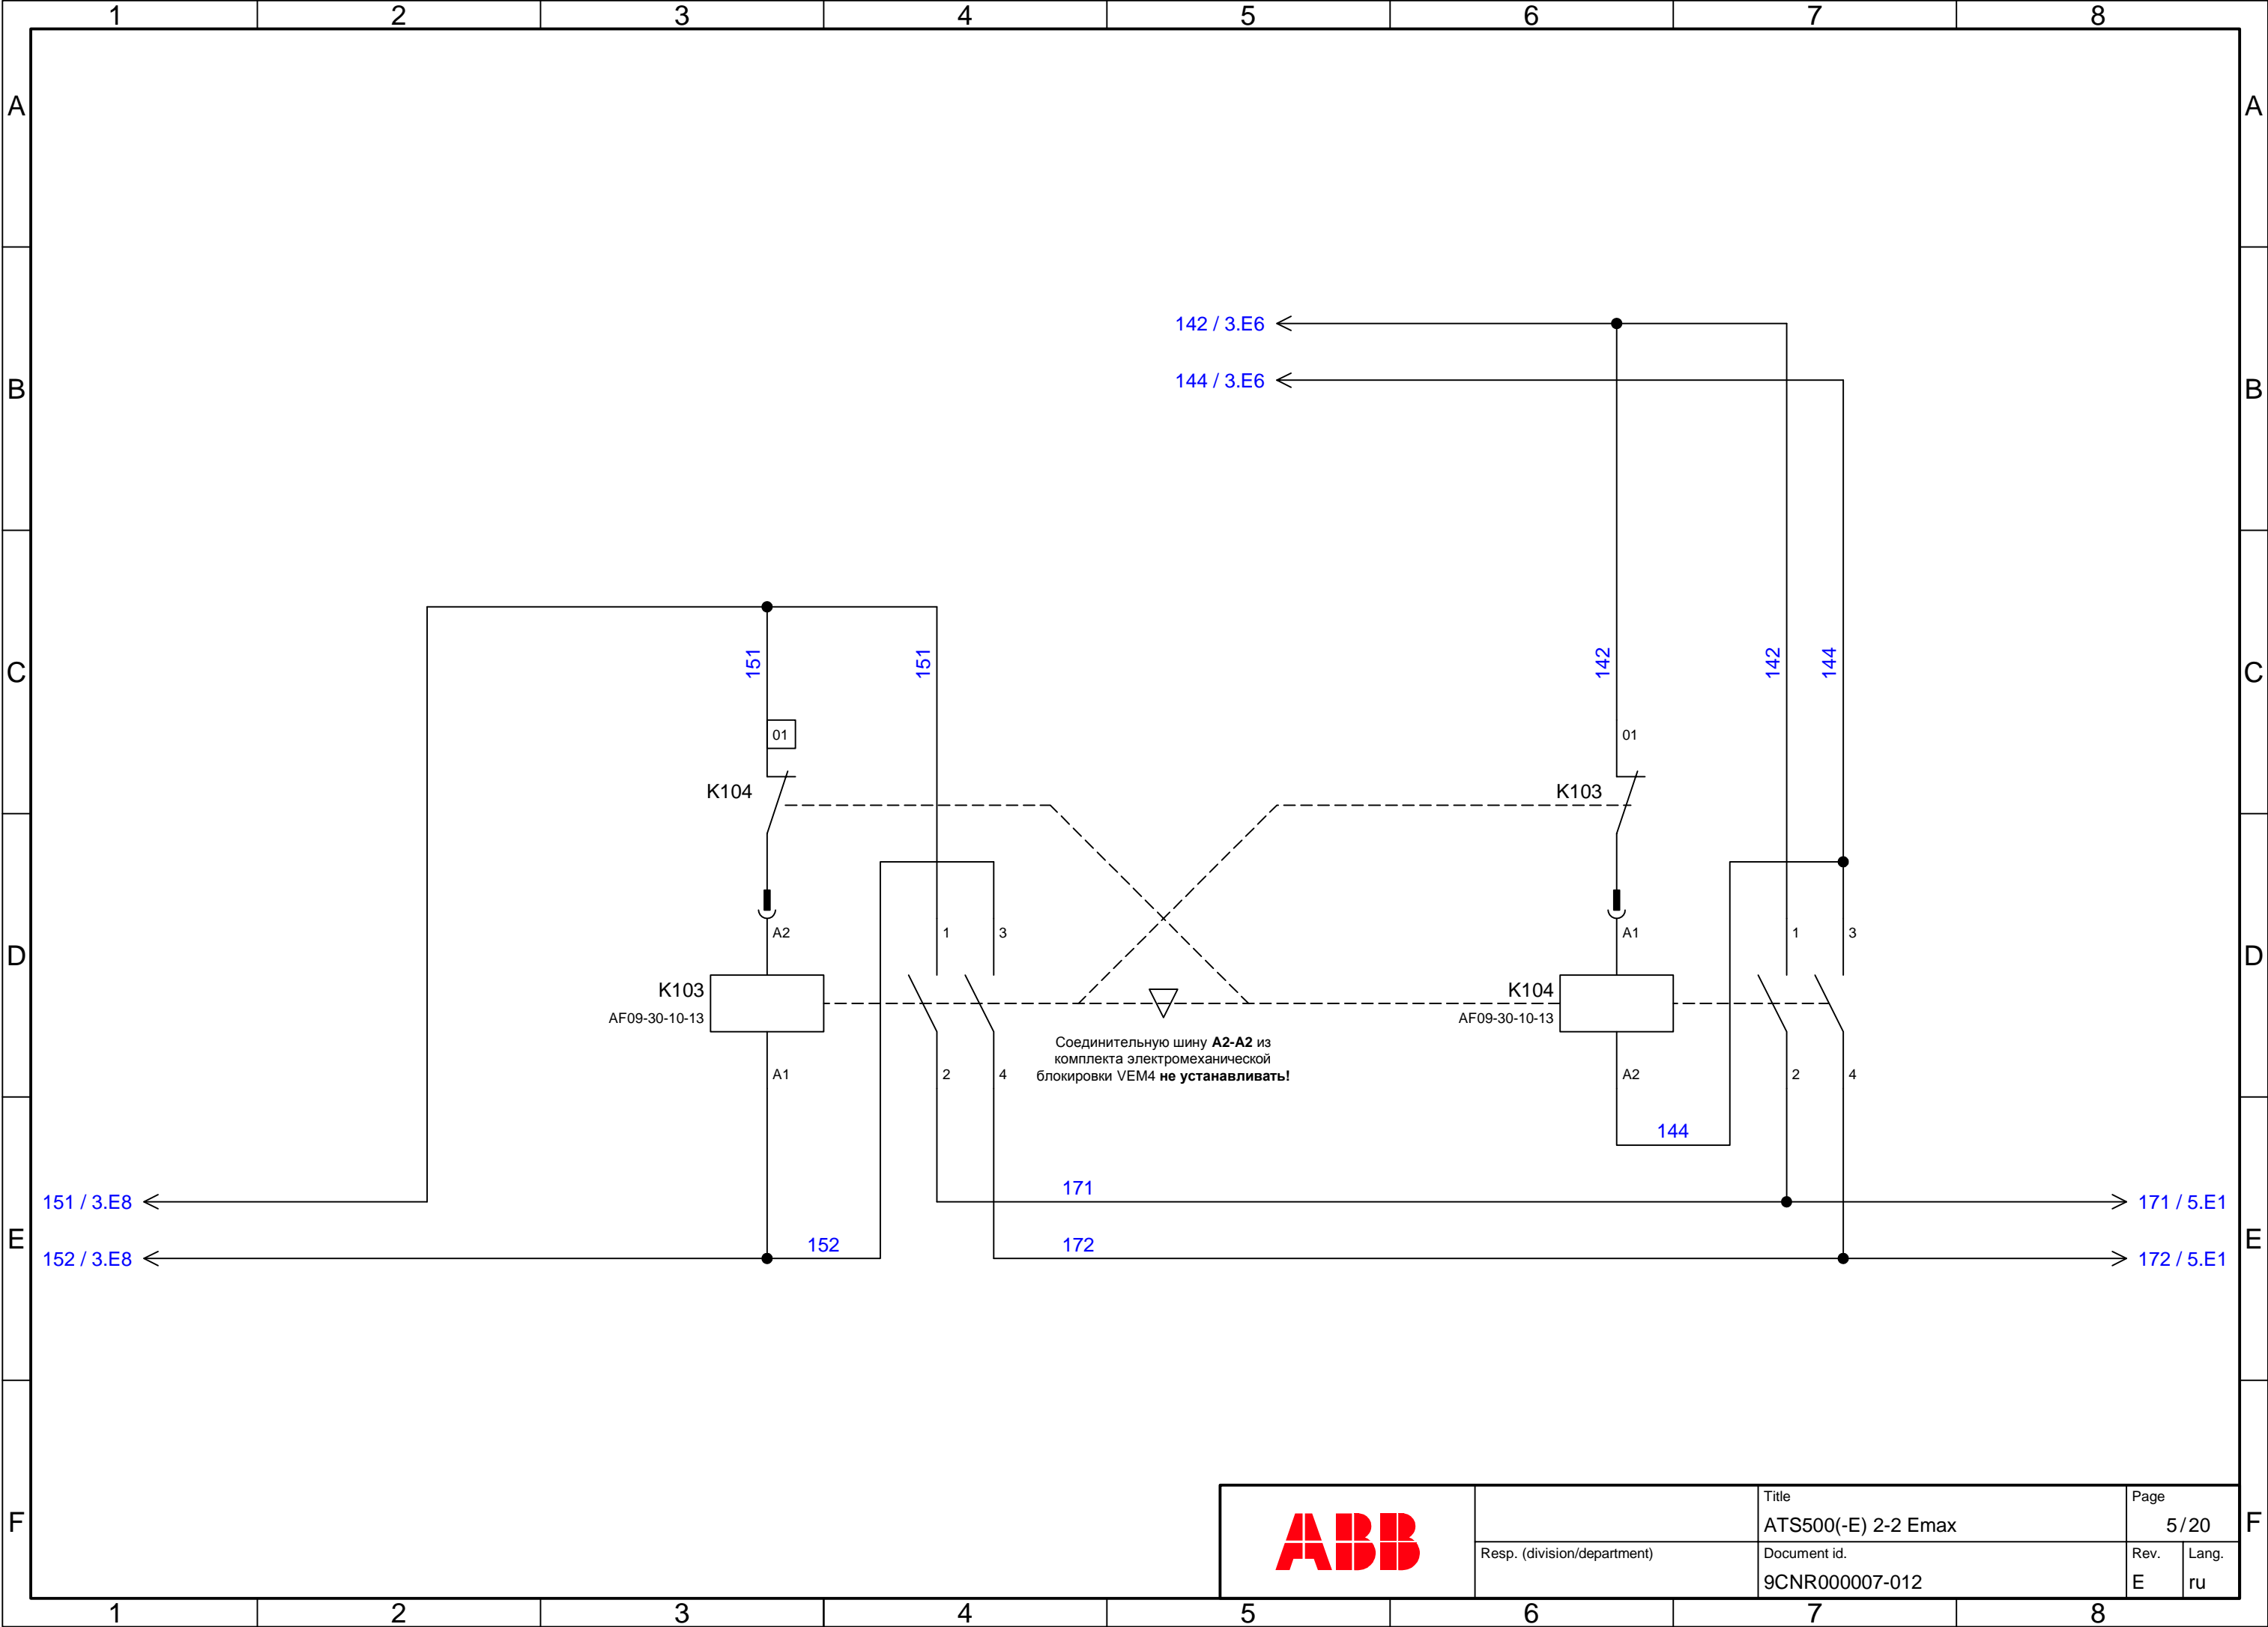 1 2 3 4 5 6 7 8
A A
142 / 3.E6
B 144 / 3.E6 B
C 151 151 142 142 144 C
01 01
K104 K103
A2 1 3 A1 1 3
D D
K103 K104
AF09-30-10-13 AF09-30-10-13
Соединительную шину A2-A2 из
комплекта электромеханической
блокировки VEM4 не устанавливать!
A1 2 4 A2 2 4
144
151 / 3.E8 171 171 / 5.E1
E E
152 / 3.E8 152 172 172 / 5.E1
Title Page
F ABB ATS500(-E) 2-2 Emax 5/20 F
Resp. (division/department) Document id. Rev. Lang.
9CNR000007-012 E ru
1 2 3 4 5 6 7 8